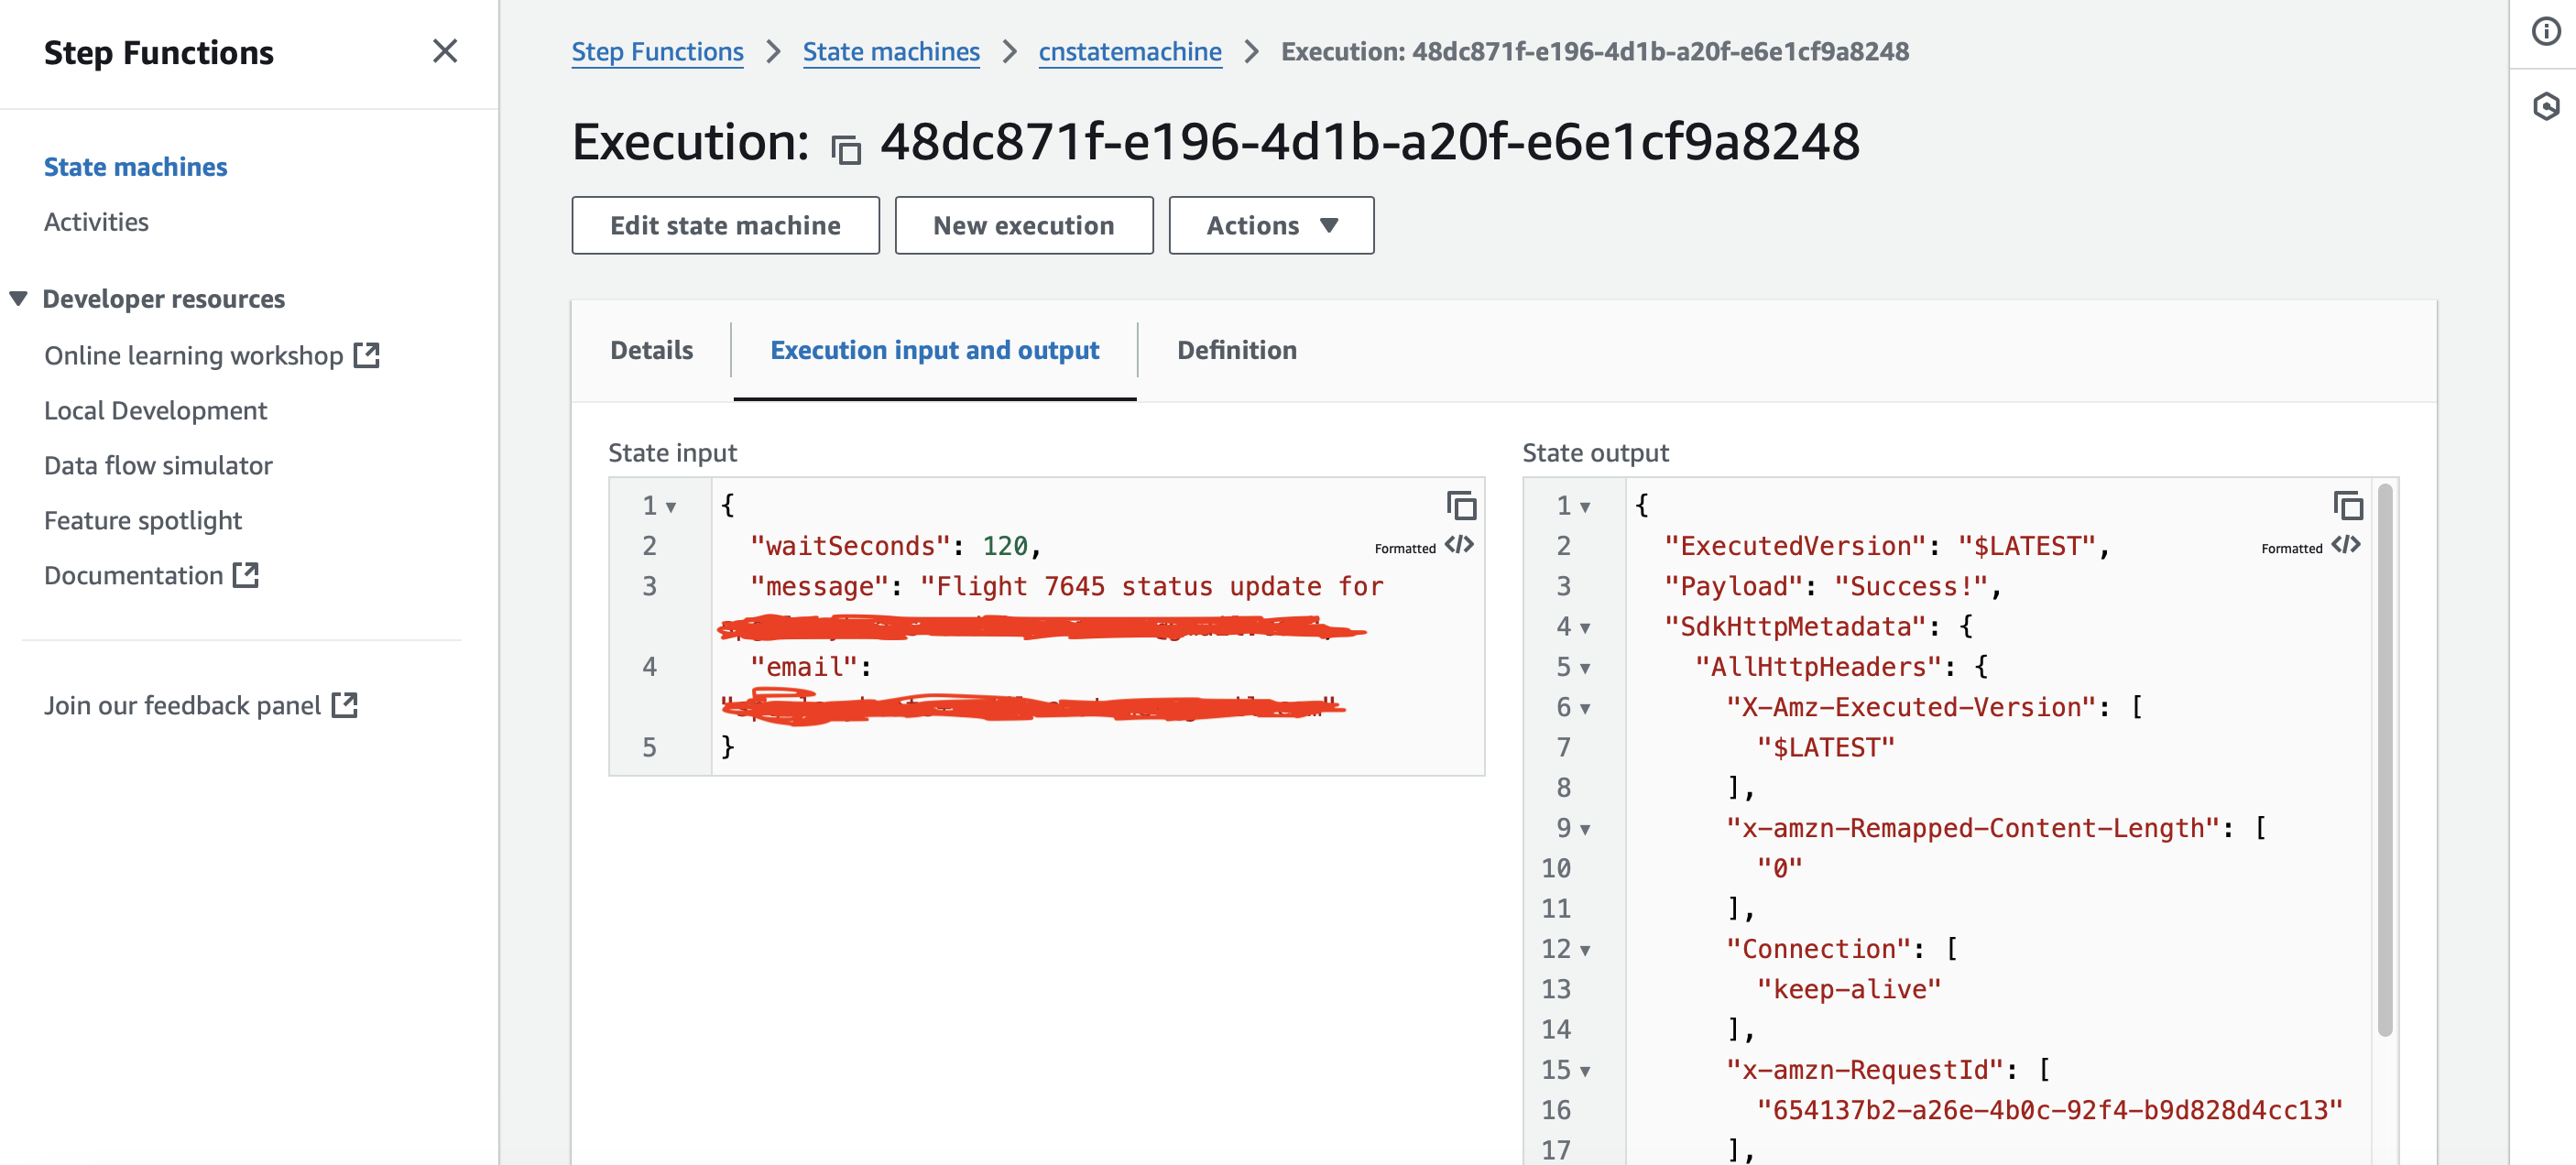 Step Functions
State machines
Activities
Developer resources
Online learning workshop
Local Development
Data flow simulator
Feature spotlight
Documentation
Join our feedback panel
Step Functions > State machines > cnstatemachine > Execution: 48dc871f-e196-4d1b-a20f-e6e1cf9a8248
Execution: 48dc871f-e196-4d1b-a20f-e6e1cf9a8248
Edit state machine New execution Actions
Details Execution input and output Definition
State input
Formatted
1 {
2 "waitSeconds": 120,
3 "message": "Flight 7645 status update for
4 "email":
5 }
State output
Formatted
1 {
2 "ExecutedVersion": "$LATEST",
3 "Payload": "Success!",
4 "SdkHttpMetadata": {
5 "AllHttpHeaders": {
6 "X-Amz-Executed-Version": [
7 "$LATEST"
8 ],
9 "x-amzn-Remapped-Content-Length": [
10 "0"
11 ],
12 "Connection": [
13 "keep-alive"
14 ],
15 "x-amzn-RequestId": [
16 "654137b2-a26e-4b0c-92f4-b9d828d4cc13"
17 ],